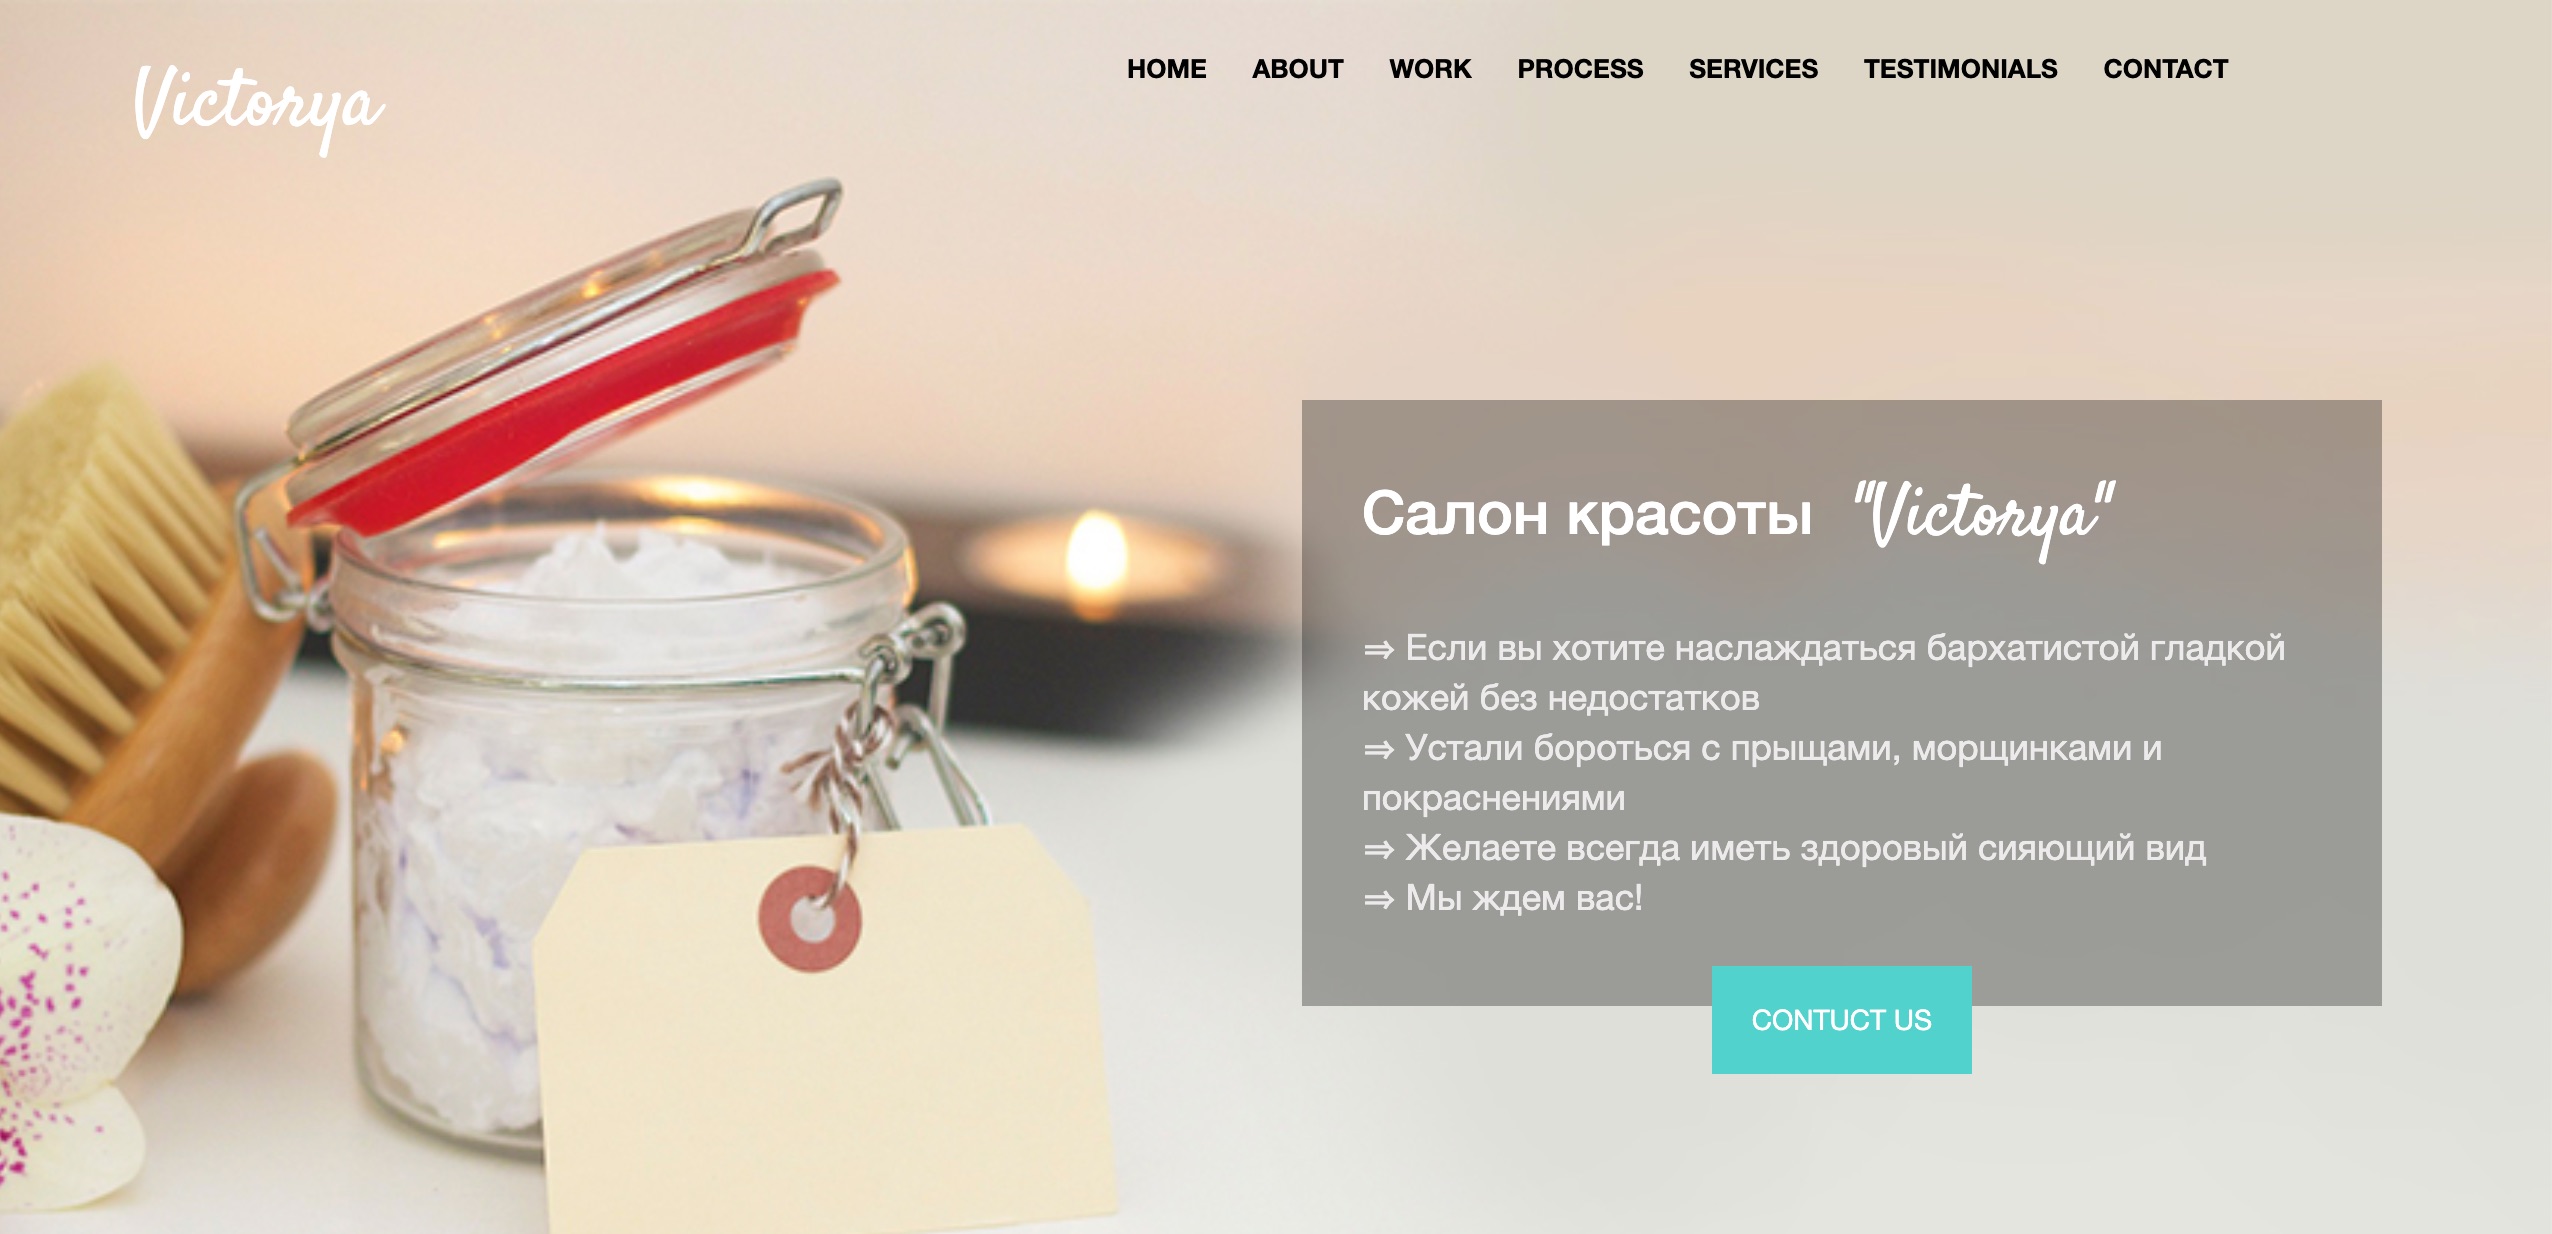 Victorya
HOME ABOUT WORK PROCESS SERVICES TESTIMONIALS CONTACT
Салон красоты "Victorya"
⇒ Если вы хотите наслаждаться бархатистой гладкой
кожей без недостатков
⇒ Устали бороться с прыщами, морщинками и
покраснениями
⇒ Желаете всегда иметь здоровый сияющий вид
⇒ Мы ждем вас!
CONTUCT US